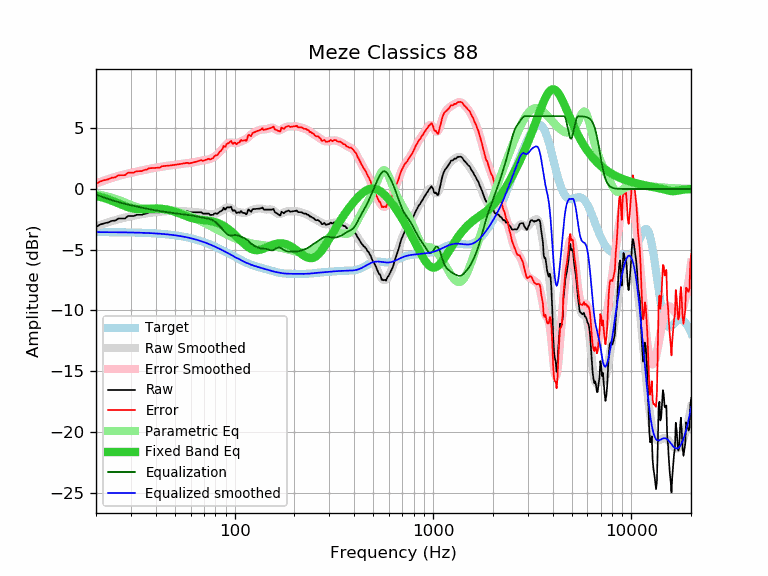 Meze Classics 88
Amplitude (dBr)
5
0
−5
−10
−15
−20
−25
Target
Raw Smoothed
Error Smoothed
Raw
Error
Parametric Eq
Fixed Band Eq
Equalization
Equalized smoothed
100
1000
10000
Frequency (Hz)